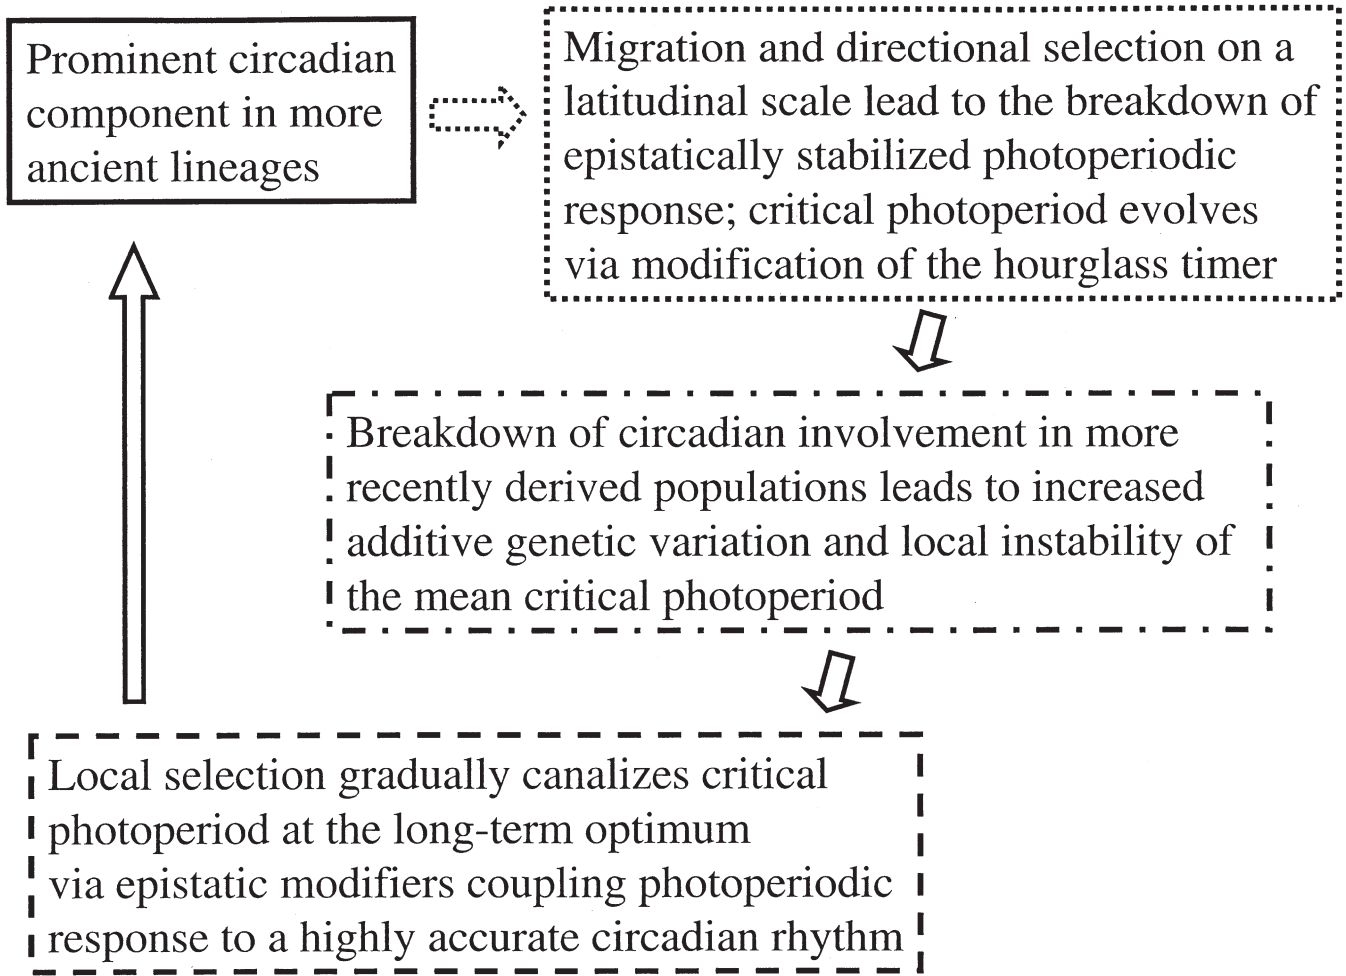 Prominent circadian
component in more
ancient lineages
Migration and directional selection on a
latitudinal scale lead to the breakdown of
epistatically stabilized photoperiodic
response; critical photoperiod evolves
via modification of the hourglass timer
Breakdown of circadian involvement in more
recently derived populations leads to increased
additive genetic variation and local instability of
the mean critical photoperiod
Local selection gradually canalizes critical
photoperiod at the long-term optimum
via epistatic modifiers coupling photoperiodic
response to a highly accurate circadian rhythm